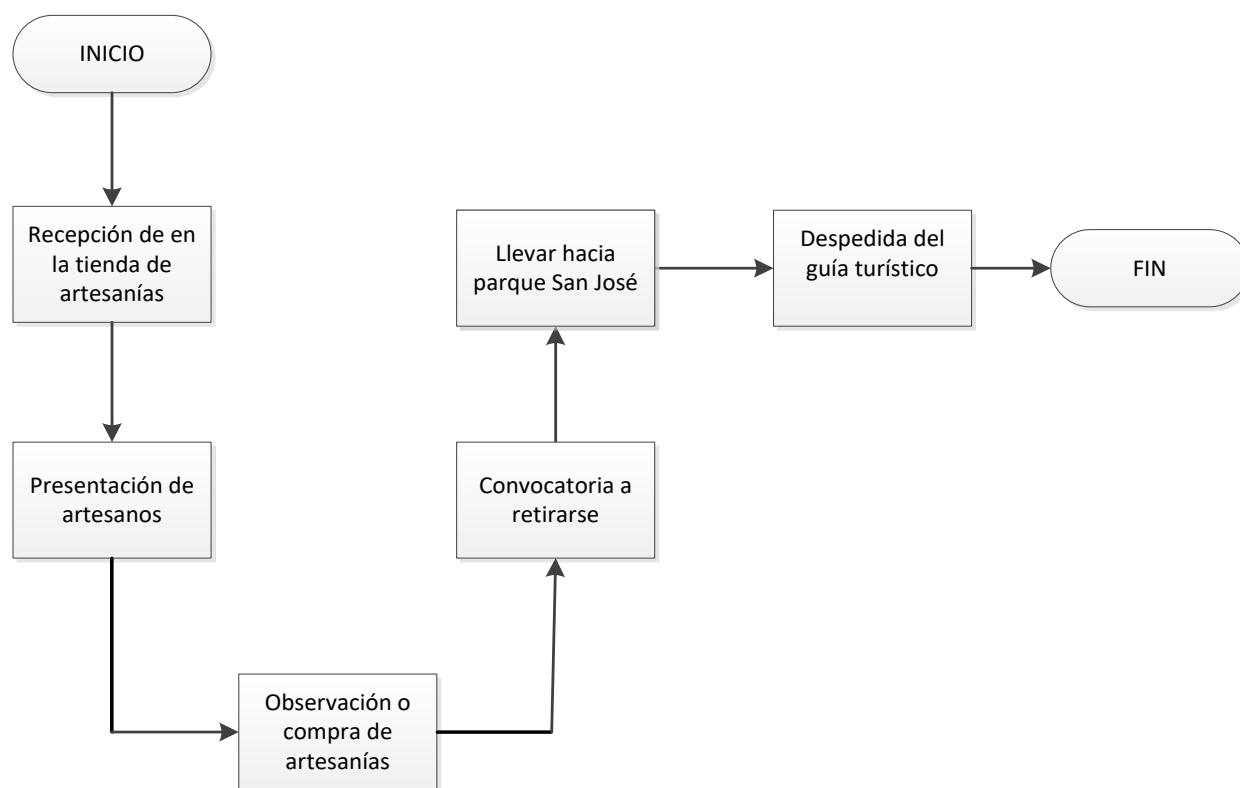 INICIO
Recepción de en
la tienda de
artesanías
Presentación de
artesanos
Observación o
compra de
artesanías
Convocatoria a
retirarse
Llevar hacia
parque San José
Despedida del
guía turístico
FIN